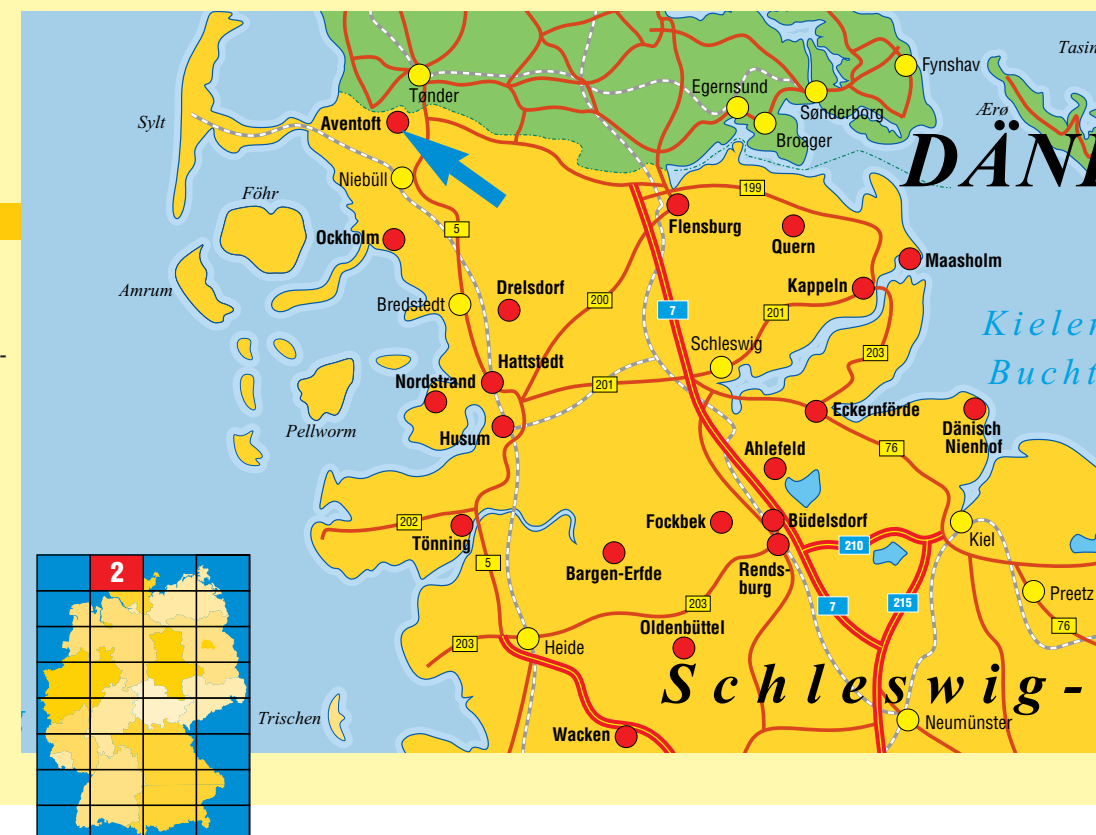 Tasin
Fynshav
Egernsund
Tønder
Sønderborg
Ærø
Sylt
Aventoft
Broager
DÄN
Niebüll
Föhr
199
Flensburg
5
Ockholm
Quern
Maasholm
Amrum
Drelsdorf
Kappeln
Bredstedt
200
7
201
Kieler
Bucht
Schleswig
203
Hattstedt
Nordstrand
201
Pellworm
Husum
Eckernförde
Dänisch
Nienhof
Ahlefeld
76
202
Tönning
Fockbek
Büdelsdorf
210
Kiel
5
Bargen-Erfde
Rends-
burg
2
203
7
215
Preetz
76
Oldenbüttel
203
Heide
Schleswig-
Trischen
Neumünster
Wacken